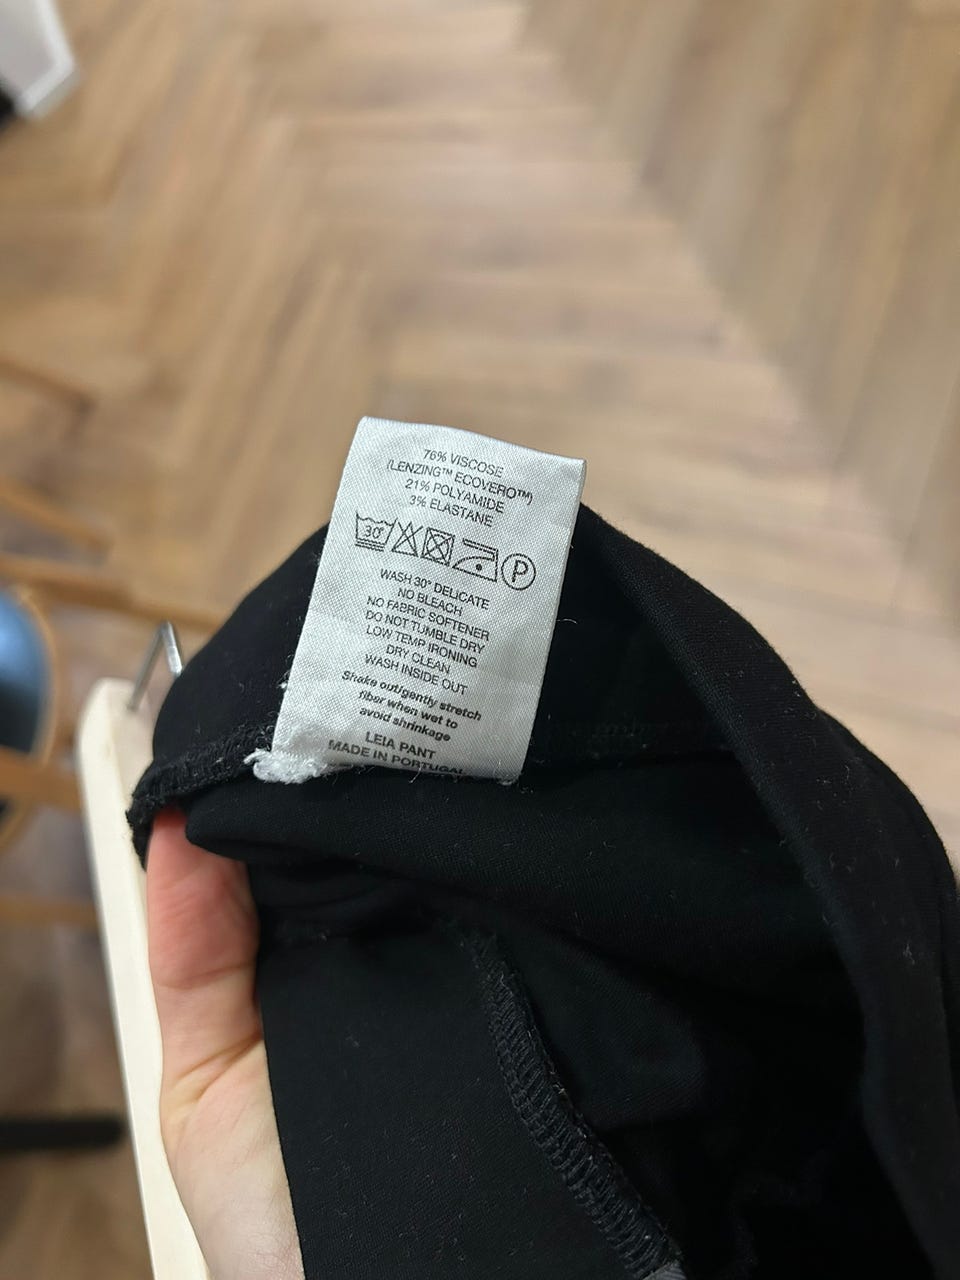 76% VISCOSE
(LENZING™ ECOVERO™)
21% POLYAMIDE
3% ELASTANE
30° P
WASH 30° DELICATE
NO BLEACH
NO FABRIC SOFTENER
DO NOT TUMBLE DRY
LOW TEMP IRONING
DRY CLEAN
WASH INSIDE OUT
Shake out/gently stretch
fiber when wet to
avoid shrinkage
LEIA PANT
MADE IN PORTUGAL